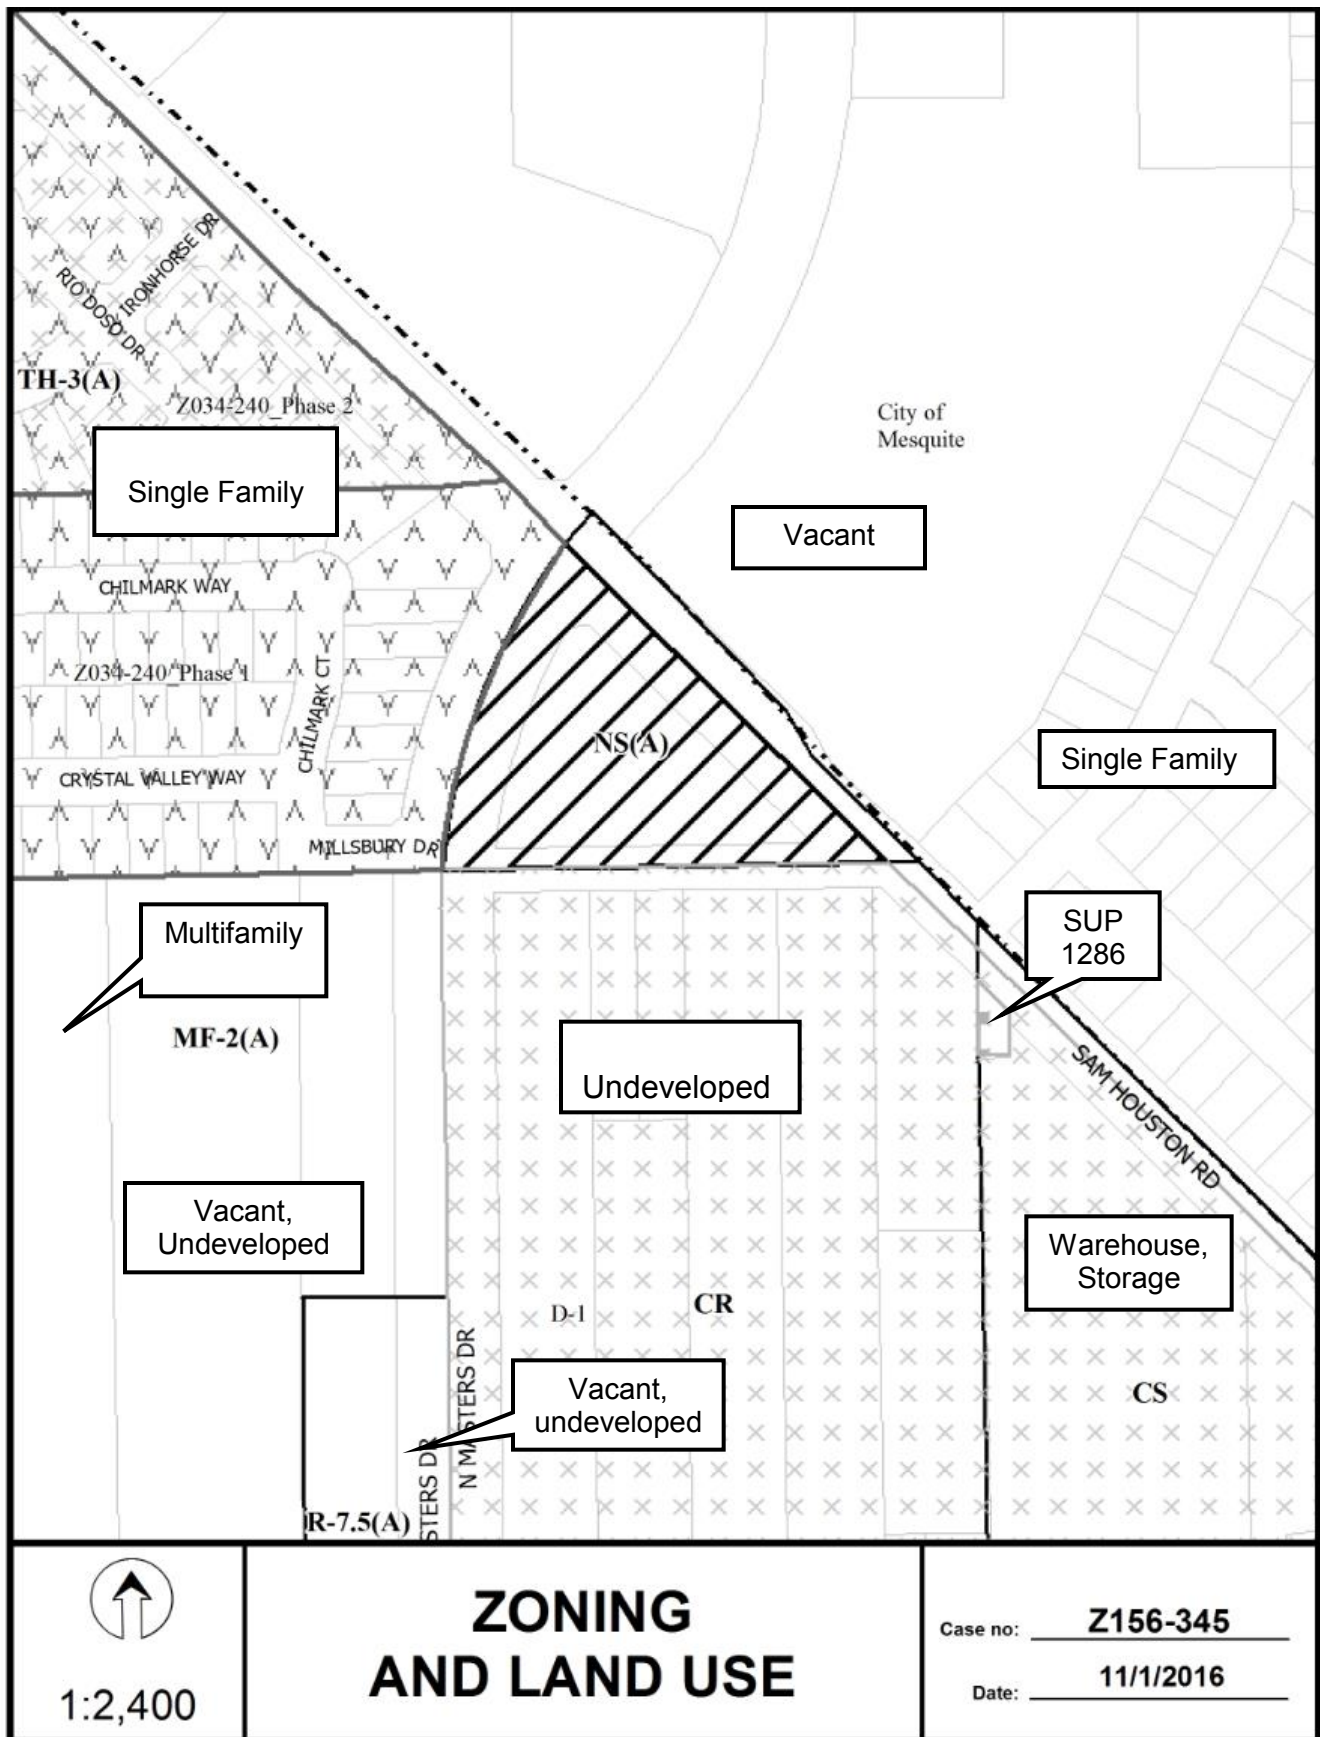 IRONHORSE DR
RIO DOSO DR
TH-3(A)
Z034-240_Phase 2
City of
Mesquite
Single Family
Vacant
CHILMARK WAY
Z034-240_Phase 1
CHILMARK CT
NS(A)
Single Family
CRYSTAL VALLEY WAY
MILLSBURY DR
Multifamily
SUP
1286
MF-2(A)
Undeveloped
SAM HOUSTON RD
Vacant,
Undeveloped
Warehouse,
Storage
D-1
CR
N MASTERS DR
Vacant,
undeveloped
CS
STERS DR
R-7.5(A)
1:2,400
ZONING
AND LAND USE
Case no: Z156-345
Date: 11/1/2016